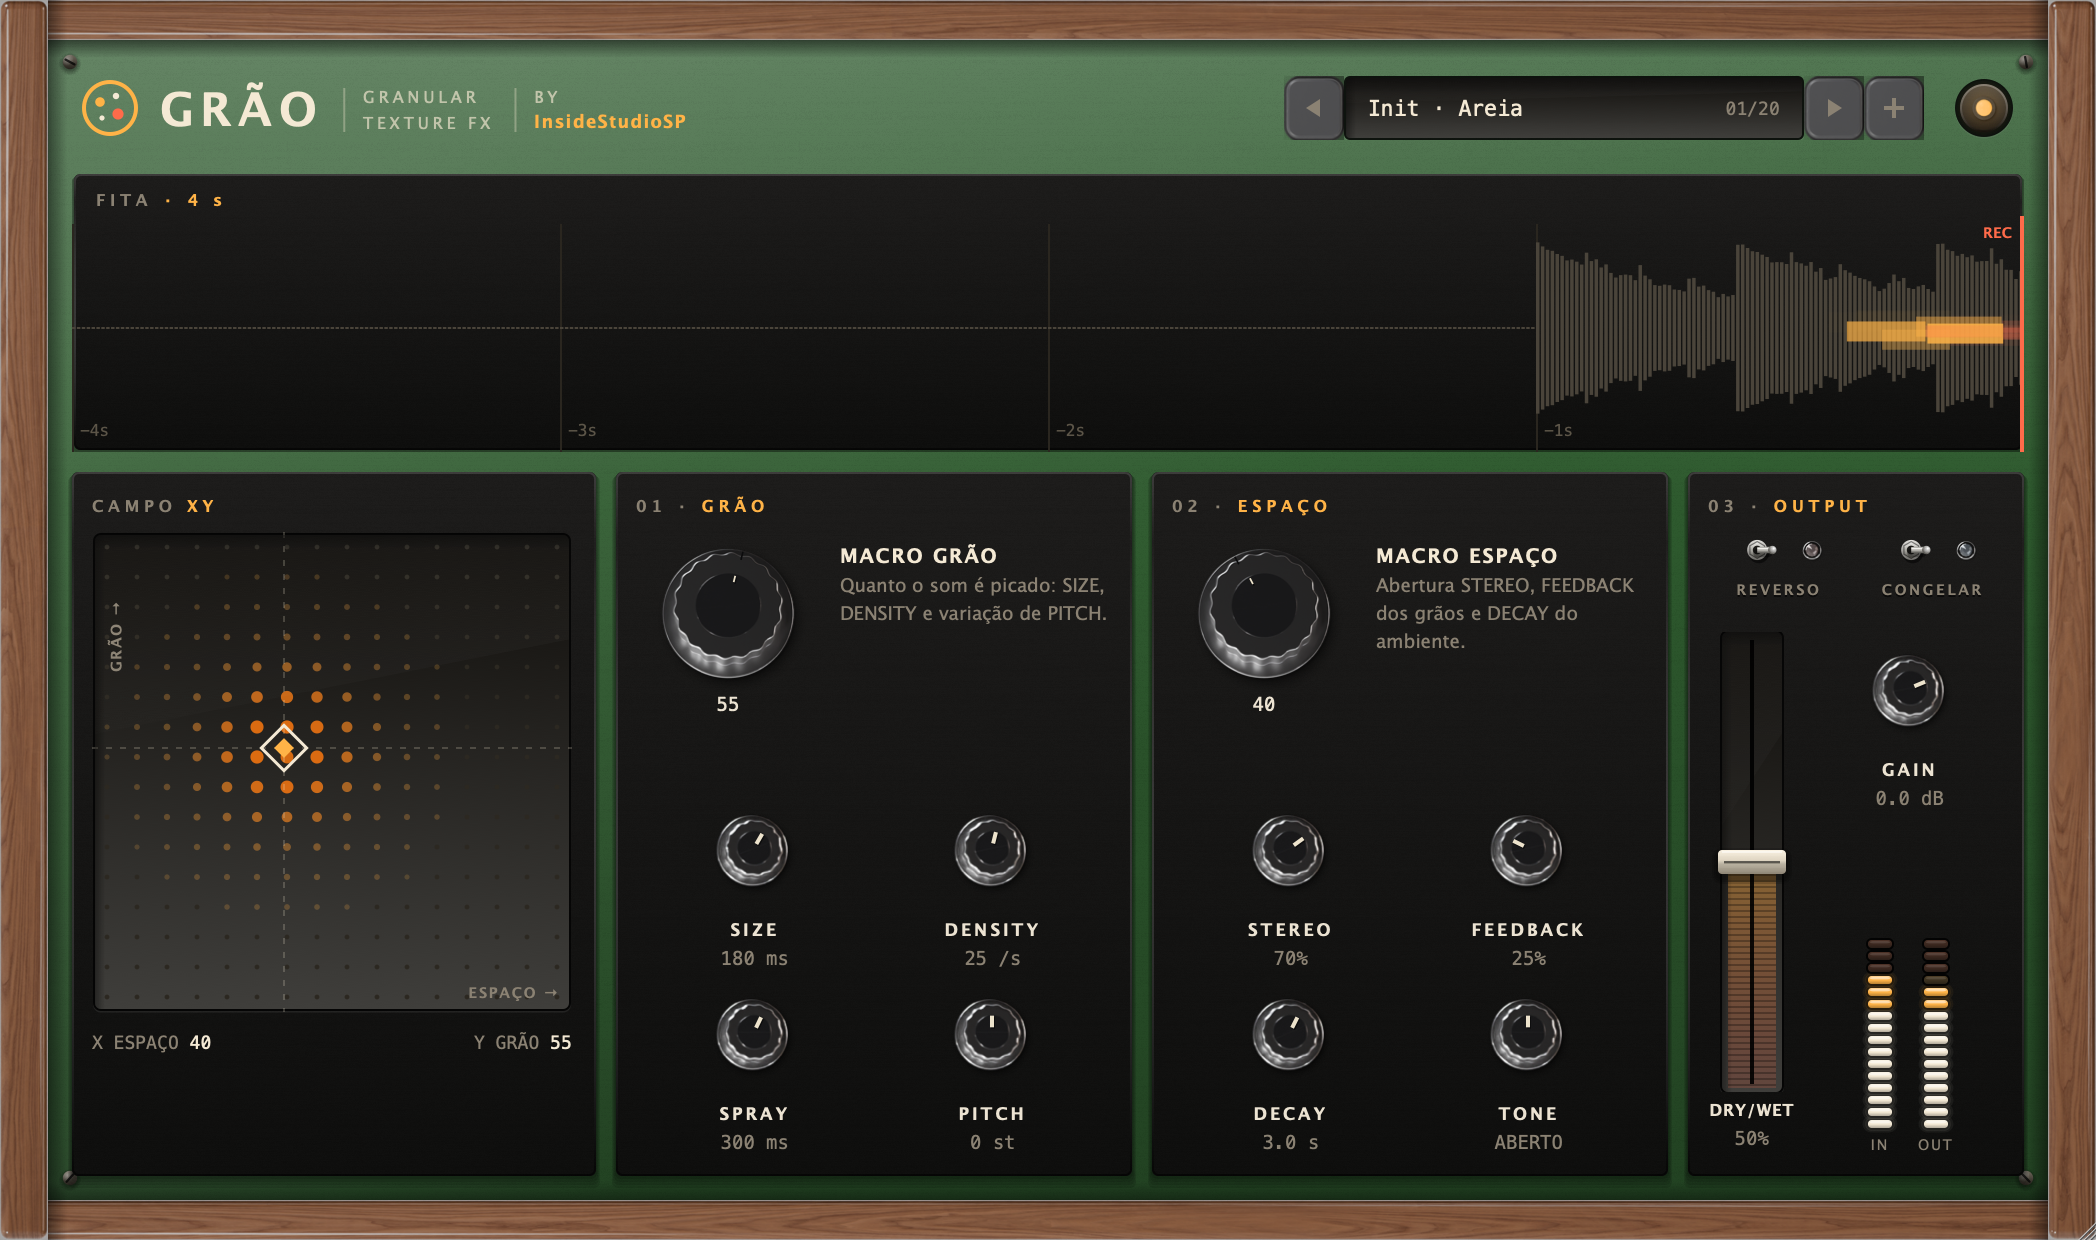 GRÃO
GRANULAR
TEXTURE FX
BY
InsideStudioSP
Init · Areia
01/20
FITA · 4 s
REC
−4s
−3s
−2s
−1s
CAMPO XY
GRÃO →
ESPAÇO →
X ESPAÇO 40
Y GRÃO 55
01 · GRÃO
MACRO GRÃO
Quanto o som é picado: SIZE,
DENSITY e variação de PITCH.
55
SIZE
180 ms
DENSITY
25 /s
SPRAY
300 ms
PITCH
0 st
02 · ESPAÇO
MACRO ESPAÇO
Abertura STEREO, FEEDBACK
dos grãos e DECAY do
ambiente.
40
STEREO
70%
FEEDBACK
25%
DECAY
3.0 s
TONE
ABERTO
03 · OUTPUT
REVERSO
CONGELAR
GAIN
0.0 dB
DRY/WET
50%
IN
OUT